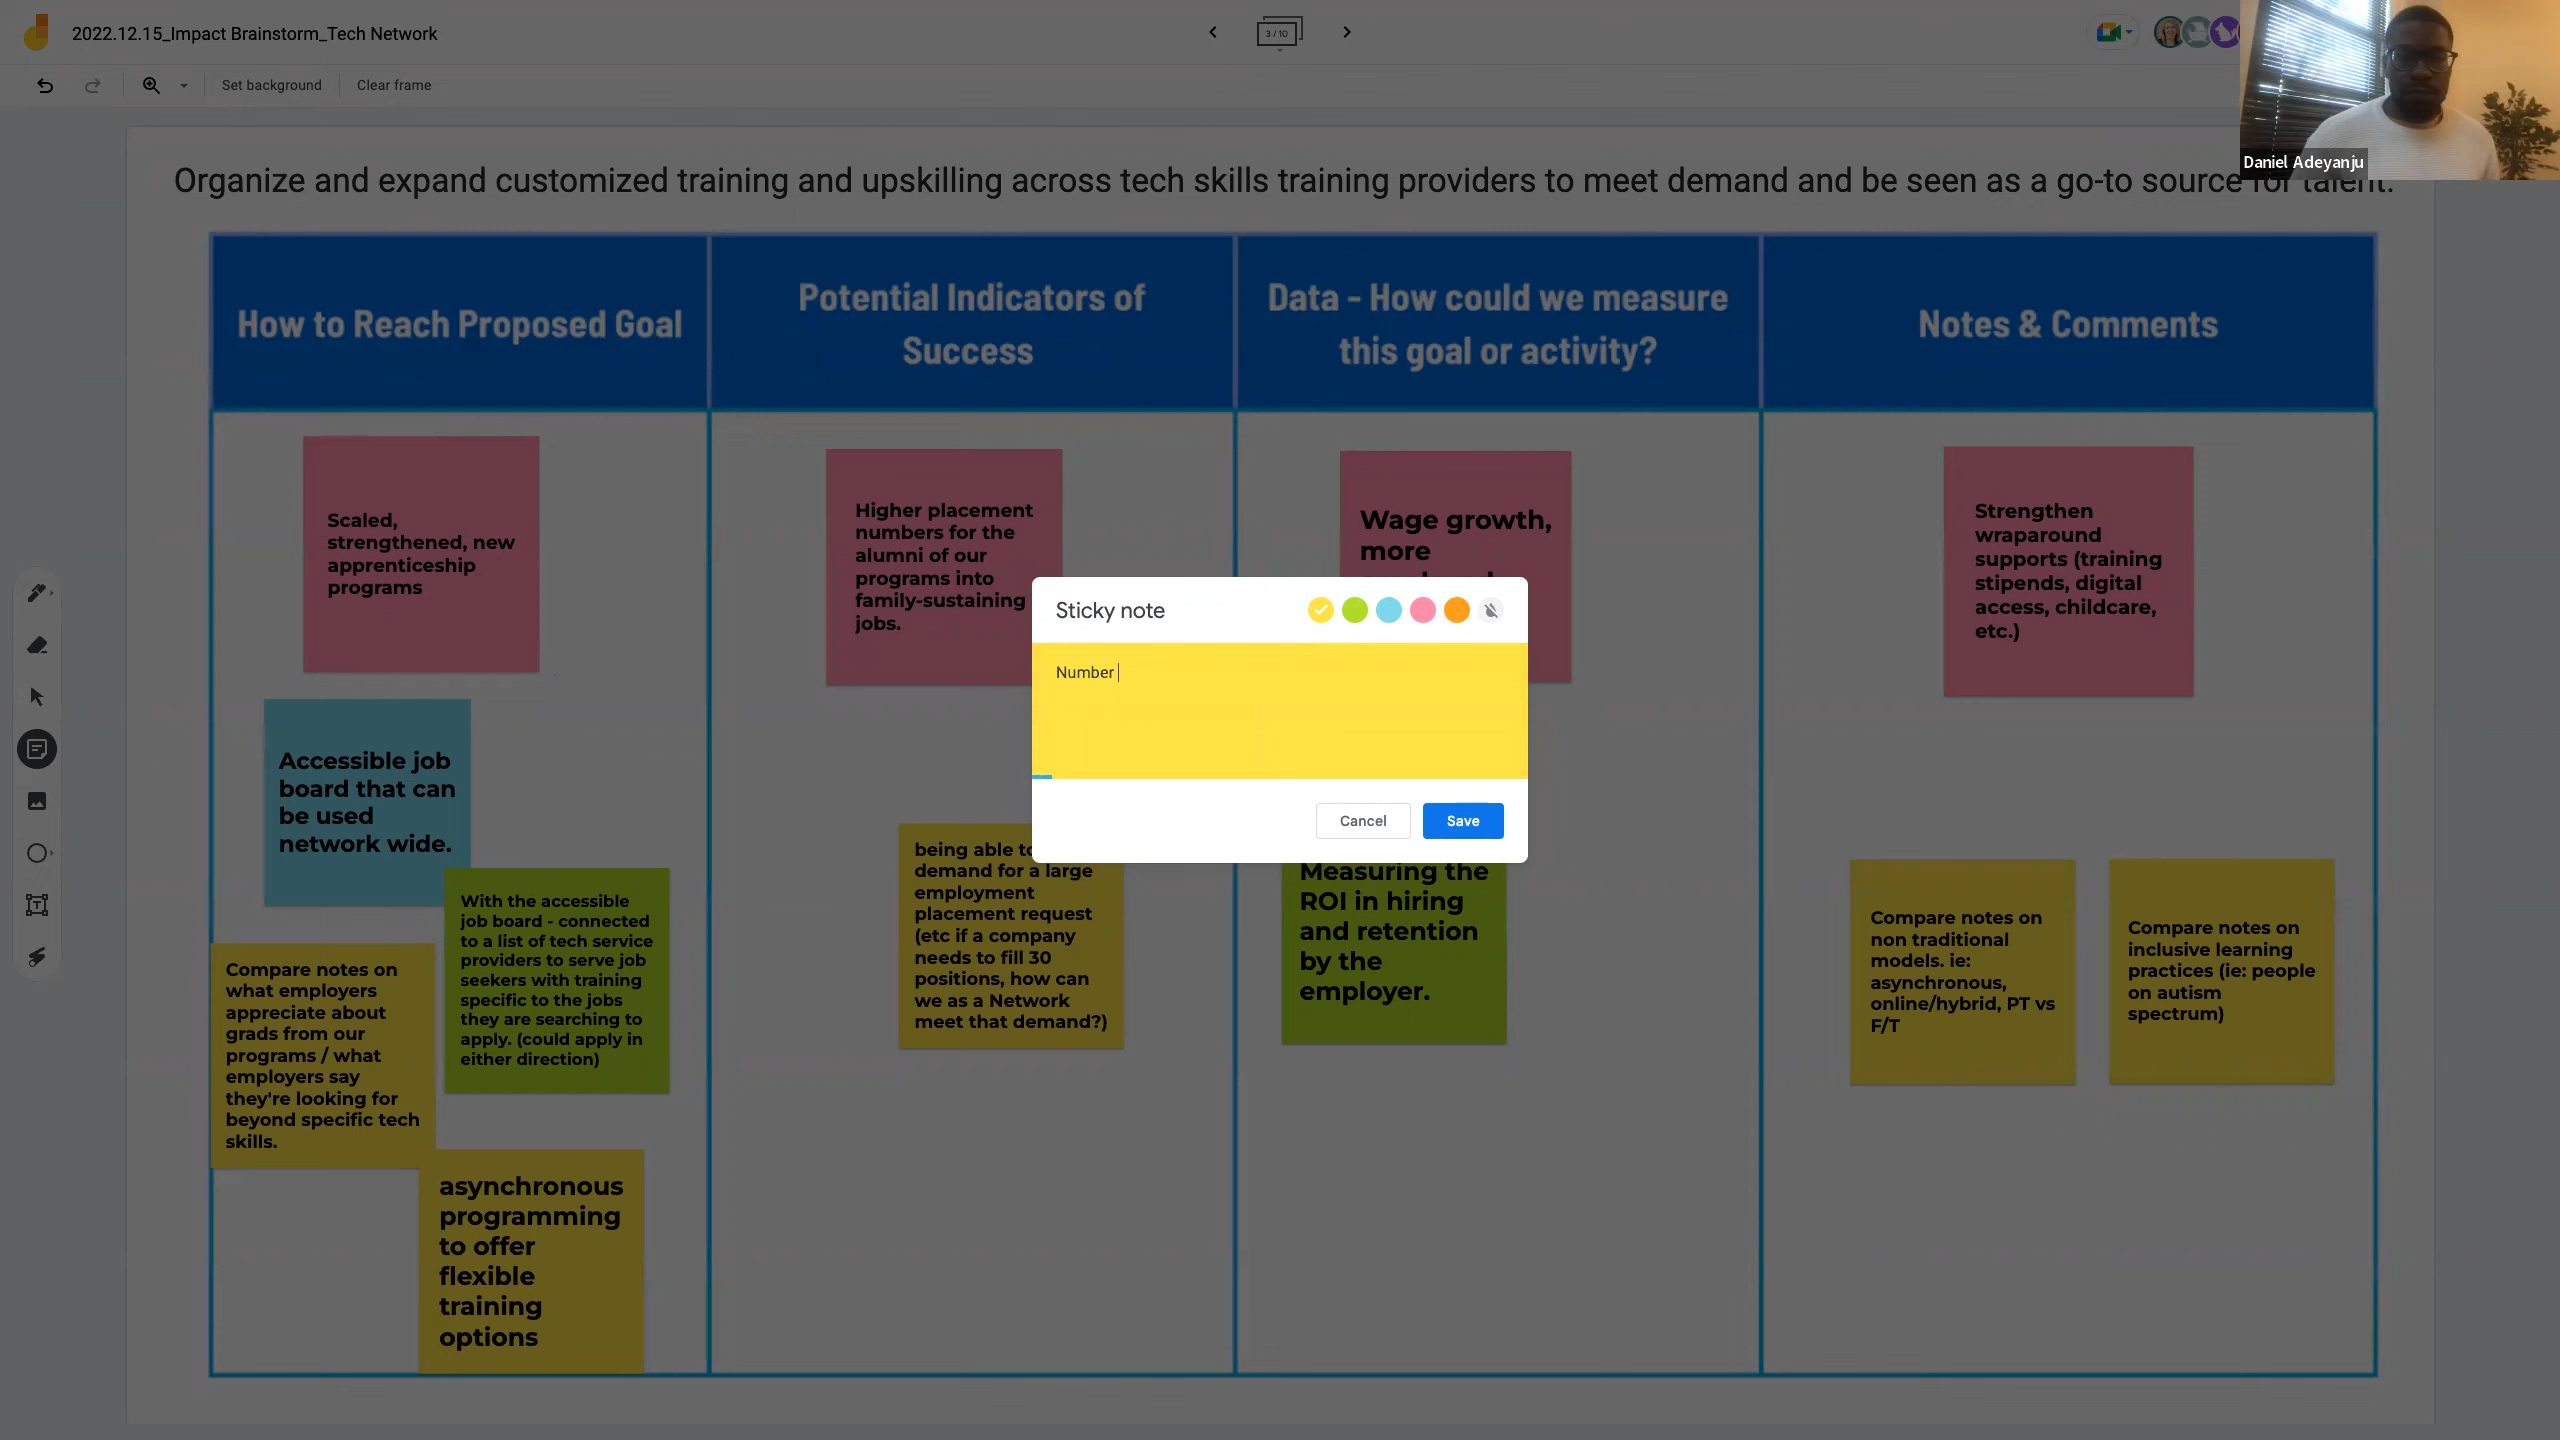 2022.12.15_Impact Brainstorm_Tech Network
3 / 10
Set background
Clear frame
Daniel Adeyanju
Organize and expand customized training and upskilling across tech skills training providers to meet demand and be seen as a go-to source for talent.
How to Reach Proposed Goal
Potential Indicators of
Success
Data - How could we measure
this goal or activity?
Notes & Comments
Scaled,
strengthened, new
apprenticeship
programs
Accessible job
board that can
be used
network wide.
With the accessible
job board - connected
to a list of tech service
providers to serve job
seekers with training
specific to the jobs
they are searching to
apply. (could apply in
either direction)
Compare notes on
what employers
appreciate about
grads from our
programs / what
employers say
they're looking for
beyond specific tech
skills.
asynchronous
programming
to offer
flexible
training
options
Higher placement
numbers for the
alumni of our
programs into
family-sustaining
jobs.
being able to
demand for a large
employment
placement request
(etc if a company
needs to fill 30
positions, how can
we as a Network
meet that demand?)
Wage growth,
more
Sticky note
Number
Cancel
Save
Measuring the
ROI in hiring
and retention
by the
employer.
Strengthen
wraparound
supports (training
stipends, digital
access, childcare,
etc.)
Compare notes on
non traditional
models. ie:
asynchronous,
online/hybrid, PT vs
F/T
Compare notes on
inclusive learning
practices (ie: people
on autism
spectrum)